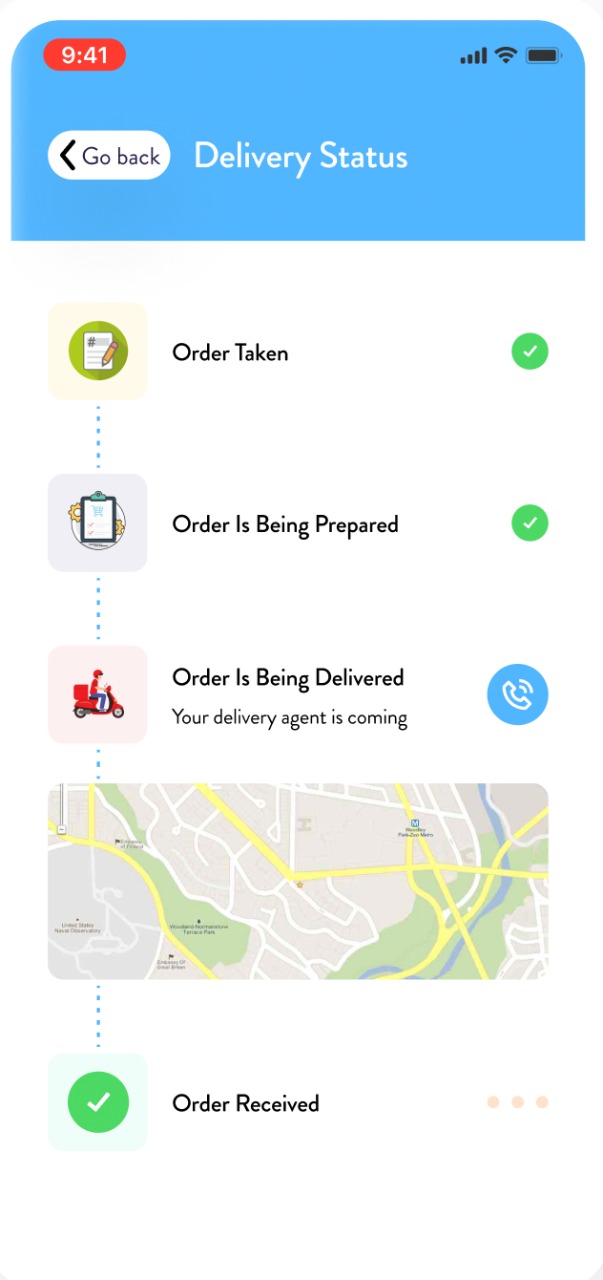 9:41
Go back
Delivery Status
#
Order Taken
Order Is Being Prepared
Order Is Being Delivered
Your delivery agent is coming
M
Woodley
Park-Zoo Metro
Embassy
of Finland
United States
Naval Observatory
Woodland-Normanstone
Terrace Park
Embassy Of
Great Britain
Order Received